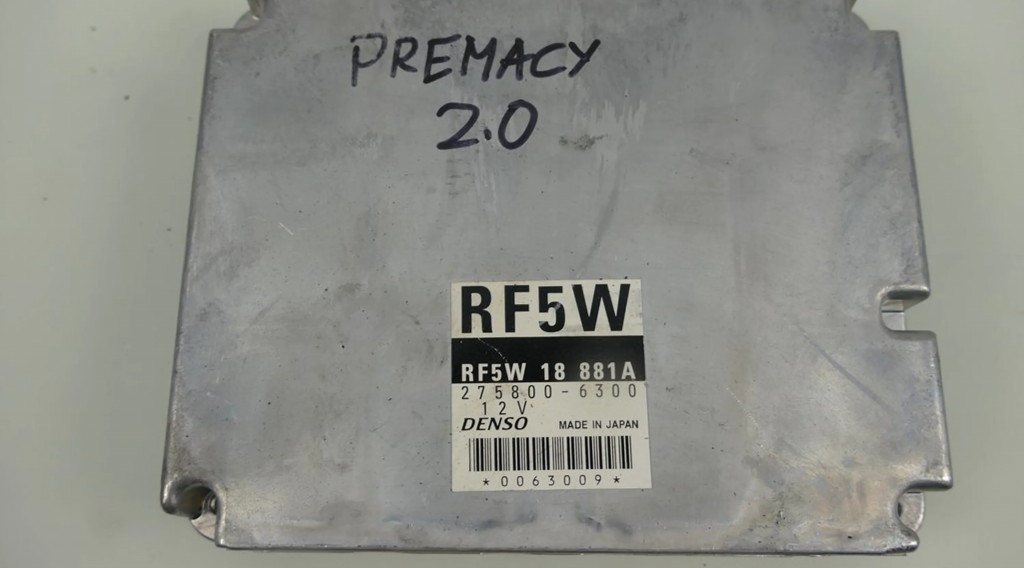 PREMACY
2.0
RF5W
RF5W 18 881A
275800-6300
12V
DENSO MADE IN JAPAN
*0063009*